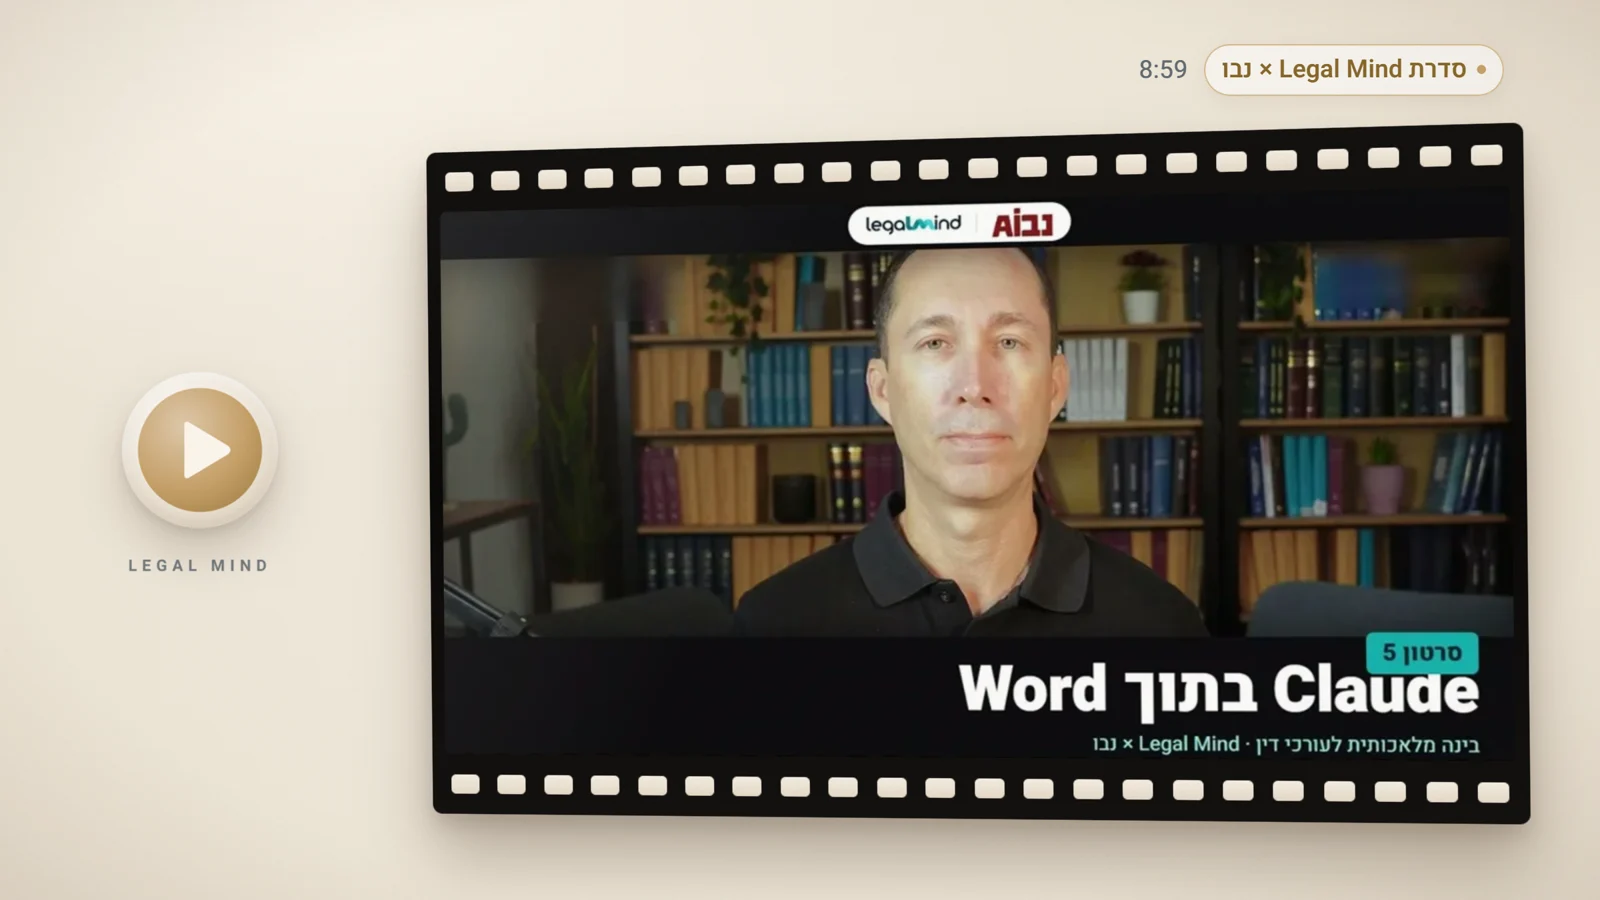 סדרת Legal Mind × נבו
8:59
נבוAI
legalmind
LEGAL MIND
סרטון 5
Claude בתוך Word
בינה מלאכותית לעורכי דין · Legal Mind × נבו